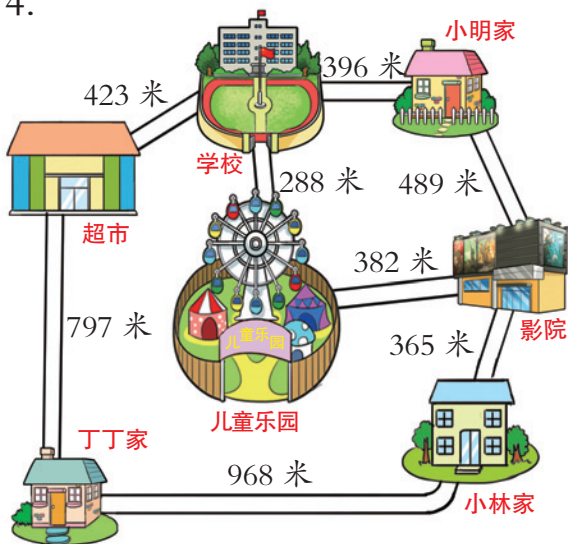 4.
小明家
396 米
423 米
学校
288 米
489 米
超市
382 米
797 米
365 米
影院
儿童乐园
儿童乐园
丁丁家
968 米
小林家